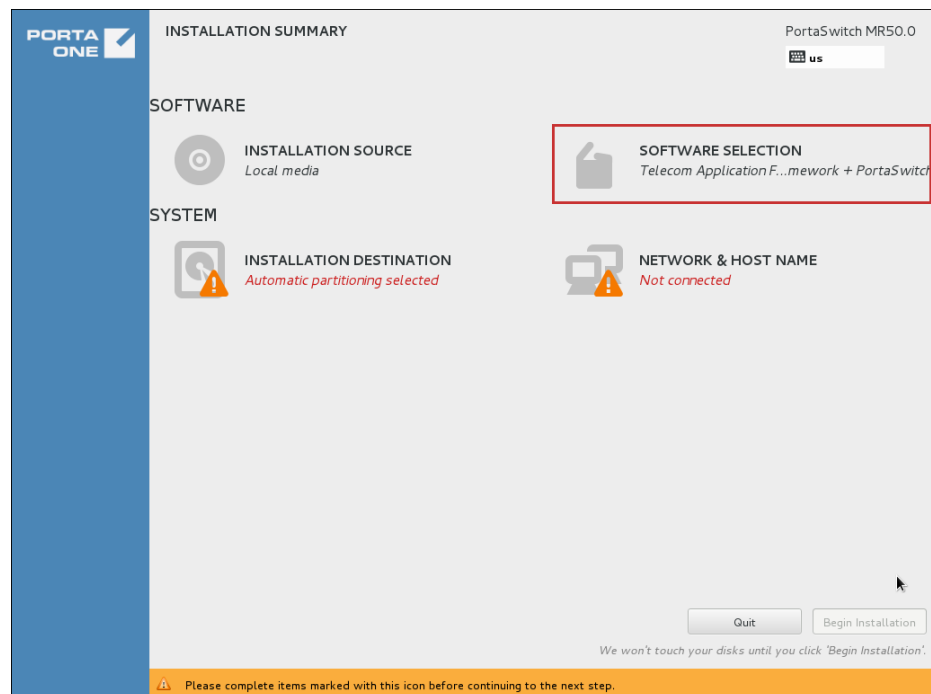 PORTA
ONE
INSTALLATION SUMMARY
PortaSwitch MR50.0
us
SOFTWARE
INSTALLATION SOURCE
Local media
SOFTWARE SELECTION
Telecom Application F...mework + PortaSwitch
SYSTEM
INSTALLATION DESTINATION
Automatic partitioning selected
NETWORK & HOST NAME
Not connected
Quit
Begin Installation
We won't touch your disks until you click 'Begin Installation'.
Please complete items marked with this icon before continuing to the next step.